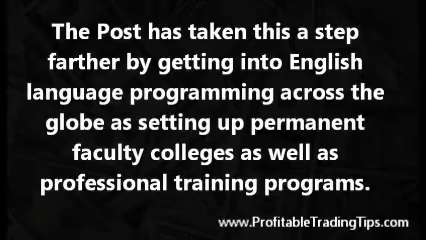 The Post has taken this a step
farther by getting into English
language programming across the
globe as setting up permanent
faculty colleges as well as
professional training programs.
www.ProfitableTradingTips.com